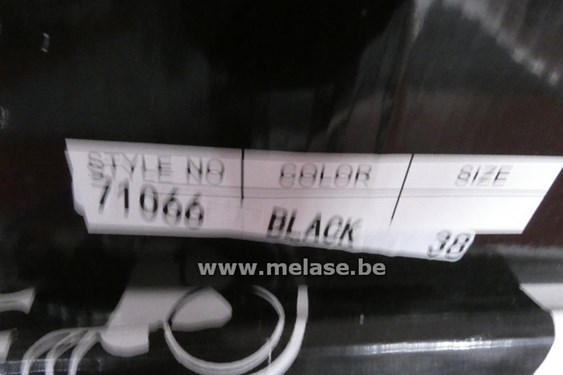 STYLE NO COLOR SIZE
71066 BLACK 38
www.melase.be